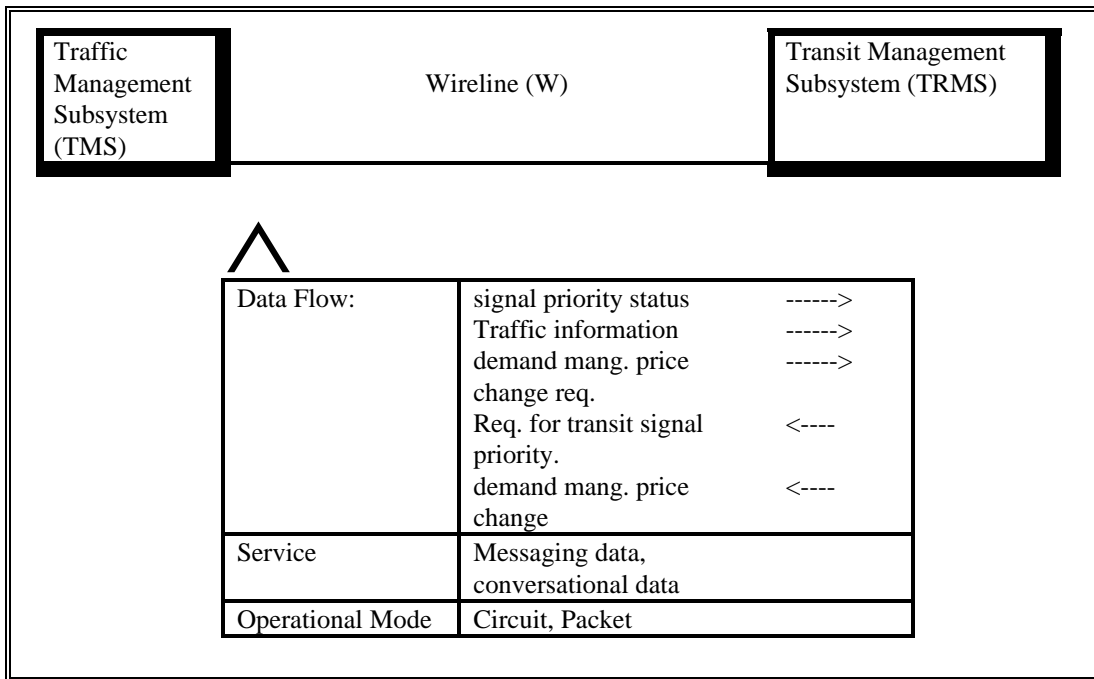 Traffic
Management
Subsystem
(TMS)
Wireline (W)
Transit Management
Subsystem (TRMS)
Data Flow:
signal priority status ------>
Traffic information ------>
demand mang. price ------>
change req.
Req. for transit signal <----
priority.
demand mang. price <----
change
Service Messaging data,
conversational data
Operational Mode Circuit, Packet